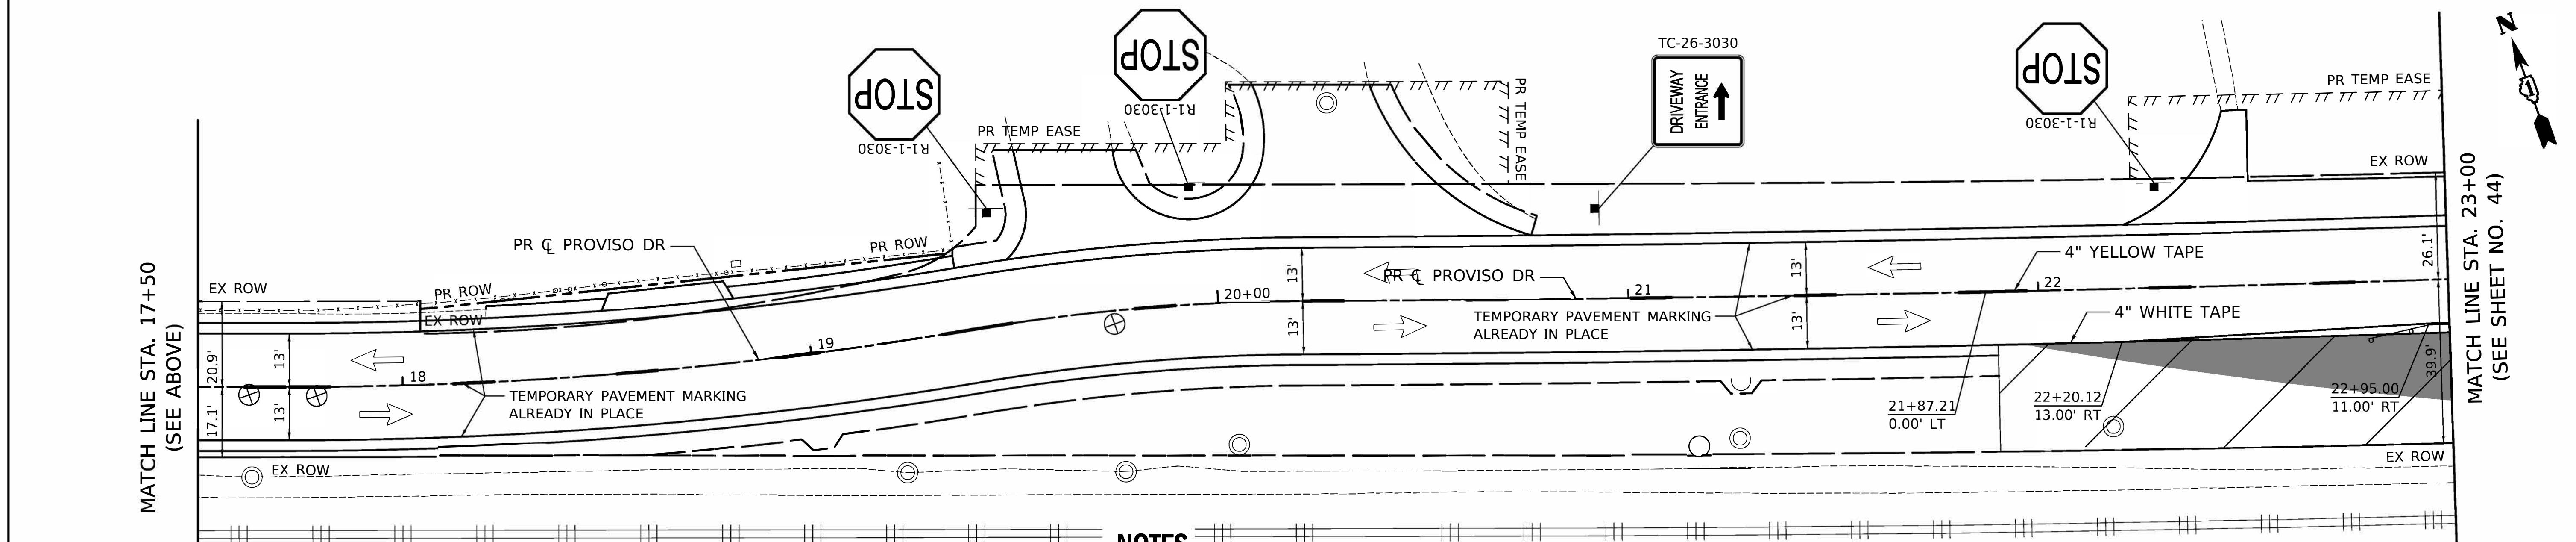 STOP
R1-1-3030
STOP
R1-1-3030
TC-26-3030
DRIVEWAY
ENTRANCE
STOP
R1-1-3030
N
1
PR TEMP EASE
PR TEMP EASE
PR TEMP EASE
EX ROW
MATCH LINE STA. 17+50
(SEE ABOVE)
EX ROW
PR ROW
EX ROW
PR ℄ PROVISO DR
PR ROW
20.9'
17.1'
13'
13'
18
TEMPORARY PAVEMENT MARKING
ALREADY IN PLACE
19
20+00
13'
13'
PR ℄ PROVISO DR
21
TEMPORARY PAVEMENT MARKING
ALREADY IN PLACE
13'
13'
4" YELLOW TAPE
22
4" WHITE TAPE
26.1'
39.9'
21+87.21
0.00' LT
22+20.12
13.00' RT
22+95.00
11.00' RT
EX ROW
EX ROW
MATCH LINE STA. 23+00
(SEE SHEET NO. 44)
NOTES